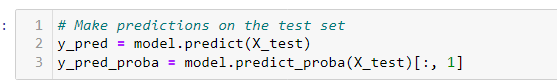 :
1 # Make predictions on the test set
2 y_pred = model.predict(X_test)
3 y_pred_proba = model.predict_proba(X_test)[:, 1]